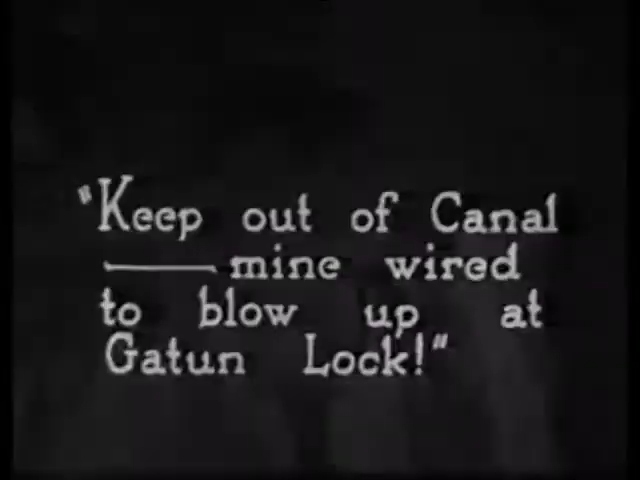 "Keep out of Canal
—mine wired
to blow up at
Gatun Lock!"